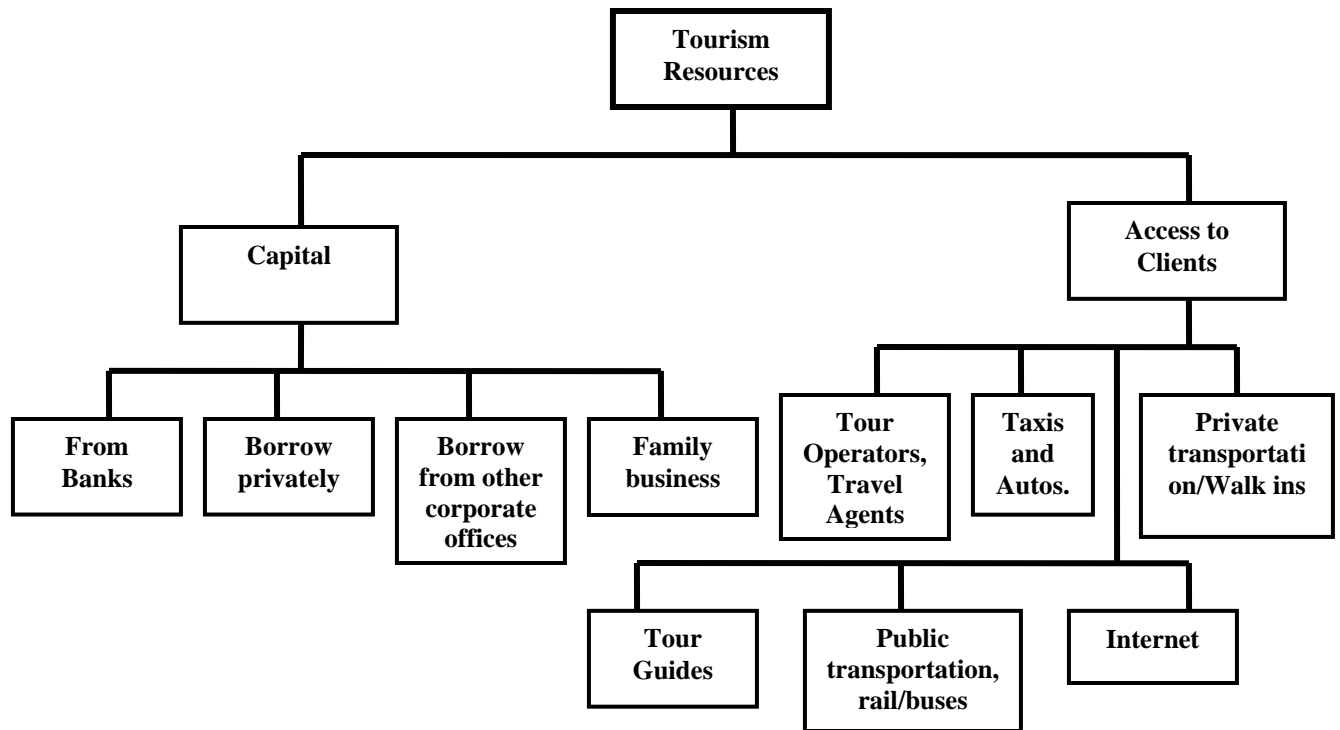 Tourism
Resources
Capital
Access to
Clients
From
Banks
Borrow
privately
Borrow
from other
corporate
offices
Family
business
Tour
Operators,
Travel
Agents
Taxis
and
Autos.
Private
transportati
on/Walk ins
Tour
Guides
Public
transportation,
rail/buses
Internet